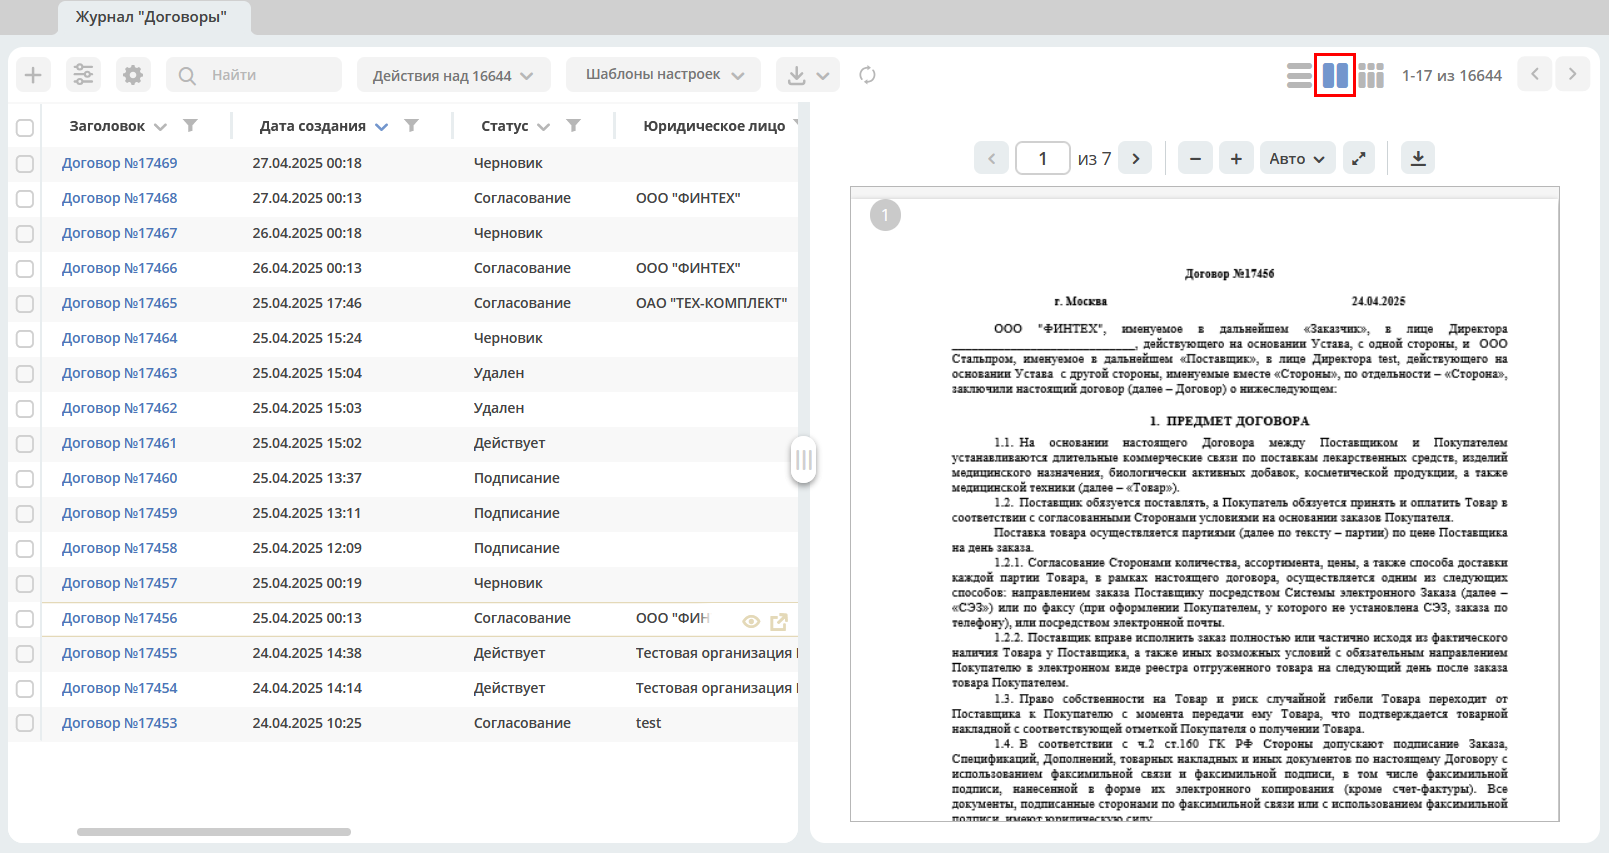 Журнал "Договоры"
Найти
Действия над 16644
Шаблоны настроек
1-17 из 16644
Заголовок
Дата создания
Статус
Юридическое лицо
Договор №17469 27.04.2025 00:18 Черновик
Договор №17468 27.04.2025 00:13 Согласование ООО "ФИНТЕХ"
Договор №17467 26.04.2025 00:18 Черновик
Договор №17466 26.04.2025 00:13 Согласование ООО "ФИНТЕХ"
Договор №17465 25.04.2025 17:46 Согласование ОАО "ТЕХ-КОМПЛЕКТ"
Договор №17464 25.04.2025 15:24 Черновик
Договор №17463 25.04.2025 15:04 Удален
Договор №17462 25.04.2025 15:03 Удален
Договор №17461 25.04.2025 15:02 Действует
Договор №17460 25.04.2025 13:37 Подписание
Договор №17459 25.04.2025 13:11 Подписание
Договор №17458 25.04.2025 12:09 Подписание
Договор №17457 25.04.2025 00:19 Черновик
Договор №17456 25.04.2025 00:13 Согласование ООО "ФИН
Договор №17455 24.04.2025 14:38 Действует Тестовая организация
Договор №17454 24.04.2025 14:14 Действует Тестовая организация
Договор №17453 24.04.2025 10:25 Согласование test
1 из 7
Авто
1
Договор №17456
г. Москва 24.04.2025
ООО "ФИНТЕХ", именуемое в дальнейшем «Заказчик», в лице Директора
____________________________, действующего на основании Устава, с одной стороны, и ООО
Стальпром, именуемое в дальнейшем «Поставщик», в лице Директора test, действующего на
основании Устава с другой стороны, именуемые вместе «Стороны», по отдельности – «Сторона»,
заключили настоящий договор (далее – Договор) о нижеследующем:
1. ПРЕДМЕТ ДОГОВОРА
1.1. На основании настоящего Договора между Поставщиком и Покупателем
устанавливаются длительные коммерческие связи по поставкам лекарственных средств, изделий
медицинского назначения, биологически активных добавок, косметической продукции, а также
медицинской техники (далее – «Товар»).
1.2. Поставщик обязуется поставлять, а Покупатель обязуется принять и оплатить Товар в
соответствии с согласованными Сторонами условиями на основании заказов Покупателя.
Поставка товара осуществляется партиями (далее по тексту – партии) по цене Поставщика
на день заказа.
1.2.1. Согласование Сторонами количества, ассортимента, цены, а также способа доставки
каждой партии Товара, в рамках настоящего договора, осуществляется одним из следующих
способов: направлением заказа Поставщику посредством Системы электронного Заказа (далее –
«СЭЗ») или по факсу (при оформлении Покупателем, у которого не установлена СЭЗ, заказа по
телефону), или посредством электронной почты.
1.2.2. Поставщик вправе исполнить заказ полностью или частично исходя из фактического
наличия Товара у Поставщика, а также иных возможных условий с обязательным направлением
Покупателю в электронном виде реестра отгруженного товара на следующий день после заказа
товара Покупателем.
1.3. Право собственности на Товар и риск случайной гибели Товара переходит от
Поставщика к Покупателю с момента передачи ему Товара, что подтверждается товарной
накладной с соответствующей отметкой Покупателя о получении Товара.
1.4. В соответствии с ч.2 ст.160 ГК РФ Стороны допускают подписание Заказа,
Спецификаций, Дополнений, товарных накладных и иных документов по настоящему Договору с
использованием факсимильной связи и факсимильной подписи, в том числе факсимильной
подписи, нанесенной в форме их электронного копирования (кроме счет-фактуры). Все
документы, подписанные сторонами по факсимильной связи или с использованием факсимильной
подписи, имеют юридическую силу.